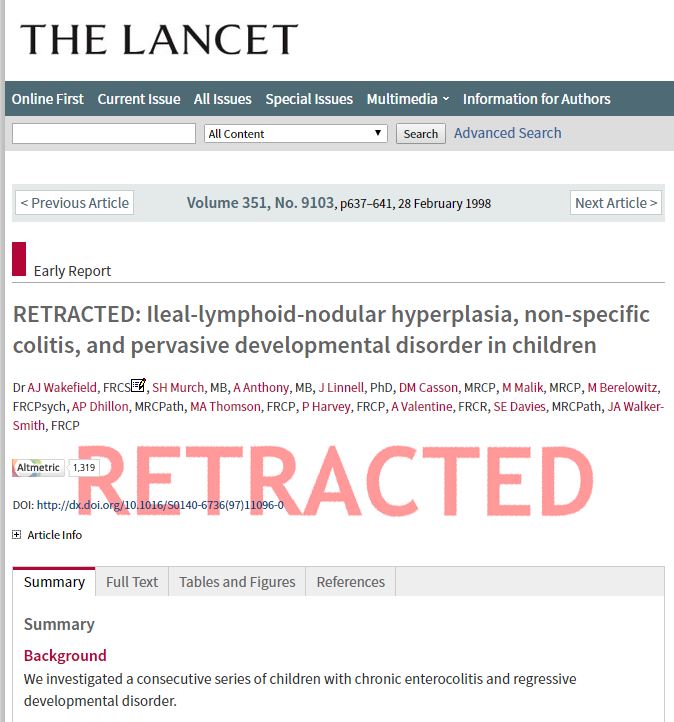 THE LANCET
Online First Current Issue All Issues Special Issues Multimedia Information for Authors
All Content Search Advanced Search
< Previous Article Volume 351, No. 9103, p637–641, 28 February 1998 Next Article >
Early Report
RETRACTED: Ileal-lymphoid-nodular hyperplasia, non-specific
colitis, and pervasive developmental disorder in children
Dr AJ Wakefield, FRCS, SH Murch, MB, A Anthony, MB, J Linnell, PhD, DM Casson, MRCP, M Malik, MRCP, M Berelowitz,
FRCPsych, AP Dhillon, MRCPath, MA Thomson, FRCP, P Harvey, FRCP, A Valentine, FRCR, SE Davies, MRCPath, JA Walker-
Smith, FRCP
Altmetric 1,319
RETRACTED
DOI: http://dx.doi.org/10.1016/S0140-6736(97)11096-0
Article Info
Summary Full Text Tables and Figures References
Summary
Background
We investigated a consecutive series of children with chronic enterocolitis and regressive
developmental disorder.